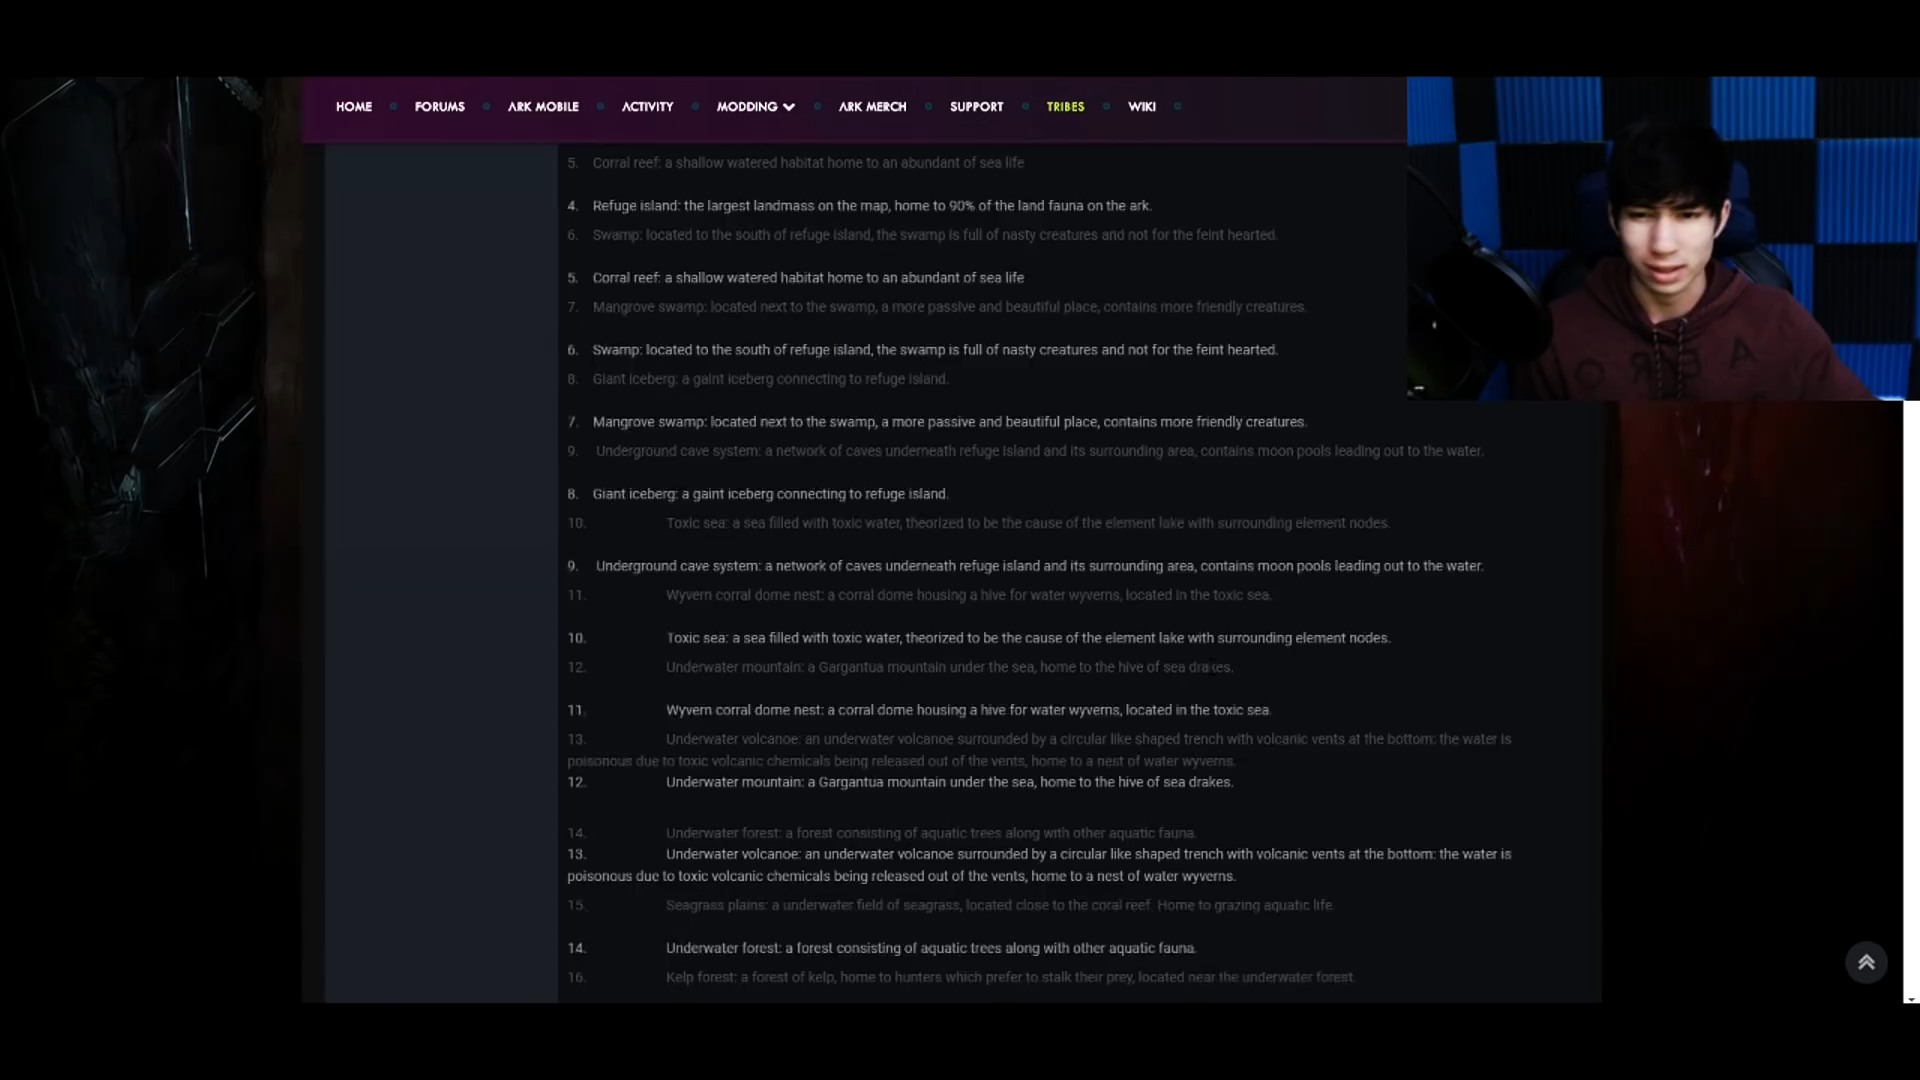 HOME FORUMS ARK MOBILE ACTIVITY MODDING ARK MERCH SUPPORT TRIBES WIKI
5. Corral reef: a shallow watered habitat home to an abundant of sea life
4. Refuge island: the largest landmass on the map, home to 90% of the land fauna on the ark.
6. Swamp: located to the south of refuge island, the swamp is full of nasty creatures and not for the feint hearted.
5. Corral reef: a shallow watered habitat home to an abundant of sea life
7. Mangrove swamp: located next to the swamp, a more passive and beautiful place, contains more friendly creatures.
6. Swamp: located to the south of refuge island, the swamp is full of nasty creatures and not for the feint hearted.
8. Giant iceberg: a gaint iceberg connecting to refuge island.
7. Mangrove swamp: located next to the swamp, a more passive and beautiful place, contains more friendly creatures.
9. Underground cave system: a network of caves underneath refuge island and its surrounding area, contains moon pools leading out to the water.
8. Giant iceberg: a gaint iceberg connecting to refuge island.
10. Toxic sea: a sea filled with toxic water, theorized to be the cause of the element lake with surrounding element nodes.
9. Underground cave system: a network of caves underneath refuge island and its surrounding area, contains moon pools leading out to the water.
11. Wyvern corral dome nest: a corral dome housing a hive for water wyverns, located in the toxic sea.
10. Toxic sea: a sea filled with toxic water, theorized to be the cause of the element lake with surrounding element nodes.
12. Underwater mountain: a Gargantua mountain under the sea, home to the hive of sea drakes.
11. Wyvern corral dome nest: a corral dome housing a hive for water wyverns, located in the toxic sea.
13. Underwater volcanoe: an underwater volcanoe surrounded by a circular like shaped trench with volcanic vents at the bottom: the water is
poisonous due to toxic volcanic chemicals being released out of the vents, home to a nest of water wyverns.
12. Underwater mountain: a Gargantua mountain under the sea, home to the hive of sea drakes.
14. Underwater forest: a forest consisting of aquatic trees along with other aquatic fauna.
13. Underwater volcanoe: an underwater volcanoe surrounded by a circular like shaped trench with volcanic vents at the bottom: the water is
poisonous due to toxic volcanic chemicals being released out of the vents, home to a nest of water wyverns.
15. Seagrass plains: a underwater field of seagrass, located close to the coral reef. Home to grazing aquatic life.
14. Underwater forest: a forest consisting of aquatic trees along with other aquatic fauna.
16. Kelp forest: a forest of kelp, home to hunters which prefer to stalk their prey, located near the underwater forest.